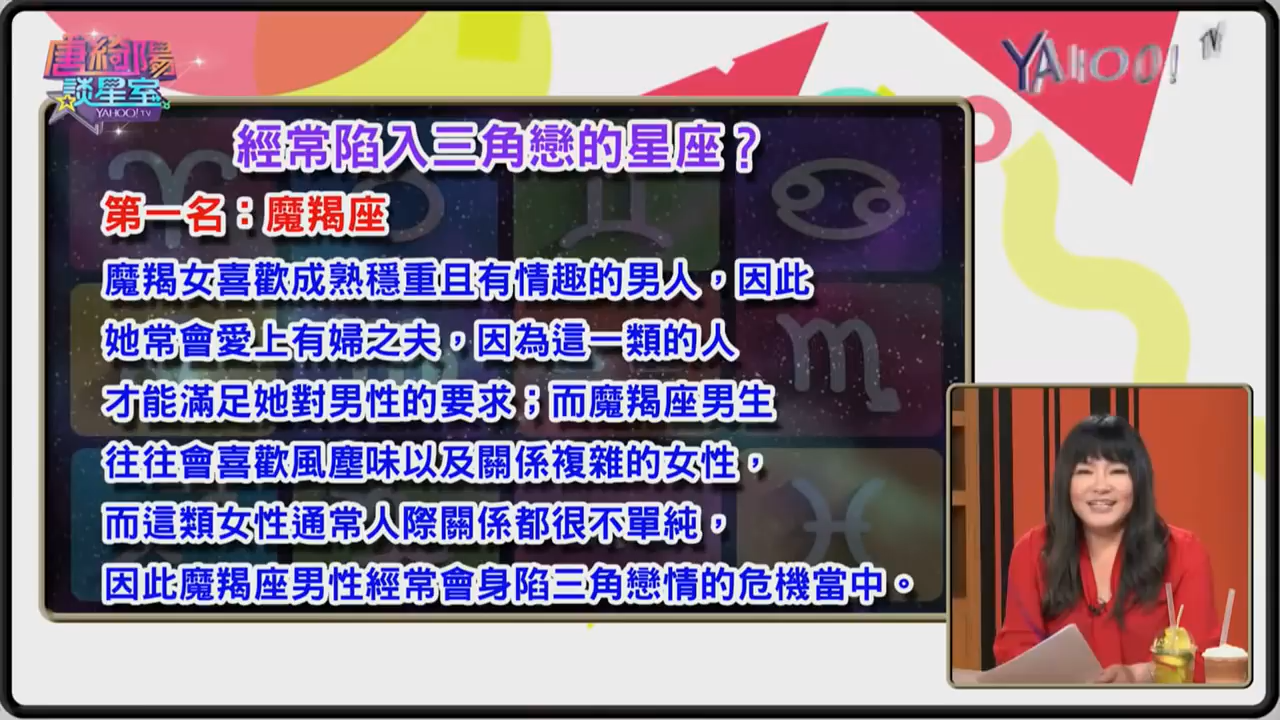 唐綺陽
談星室
YAHOO! TV
YAHOO! TV
經常陷入三角戀的星座？
第一名：魔羯座
魔羯女喜歡成熟穩重且有情趣的男人，因此
她常會愛上有婦之夫，因為這一類的人
才能滿足她對男性的要求；而魔羯座男生
往往會喜歡風塵味以及關係複雜的女性，
而這類女性通常人際關係都很不單純，
因此魔羯座男性經常會身陷三角戀情的危機當中。